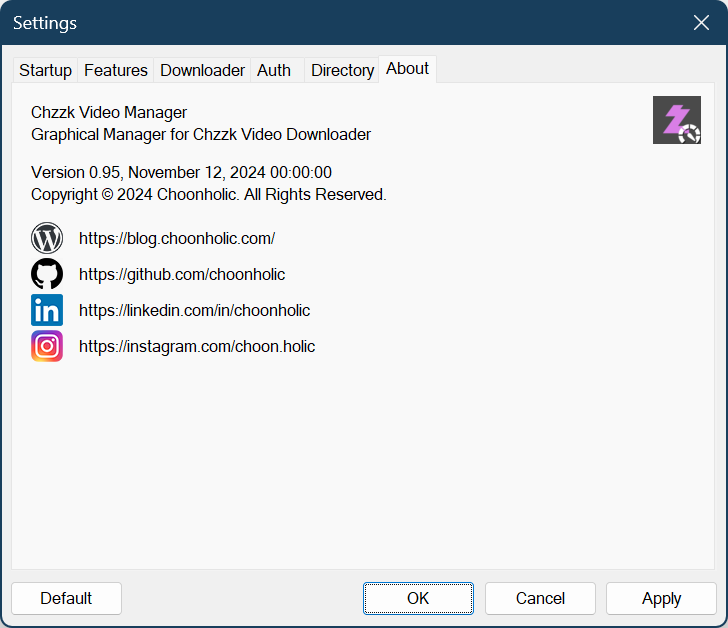 Settings
Startup Features Downloader Auth Directory About
Chzzk Video Manager
Graphical Manager for Chzzk Video Downloader
Version 0.95, November 12, 2024 00:00:00
Copyright © 2024 Choonholic. All Rights Reserved.
https://blog.choonholic.com/
https://github.com/choonholic
in https://linkedin.com/in/choonholic
https://instagram.com/choon.holic
Default OK Cancel Apply